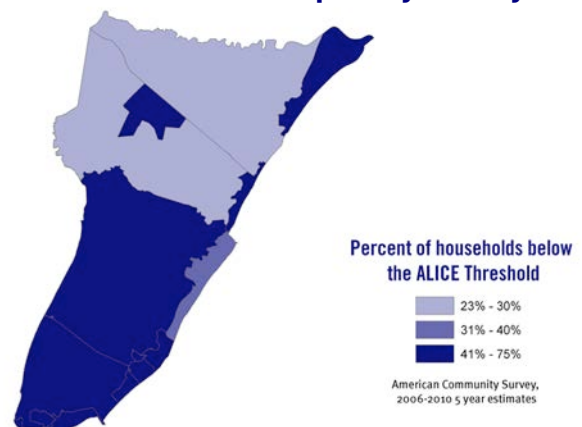 Percent of households below
the ALICE Threshold
23% - 30%
31% - 40%
41% - 75%
American Community Survey,
2006-2010 5 year estimates